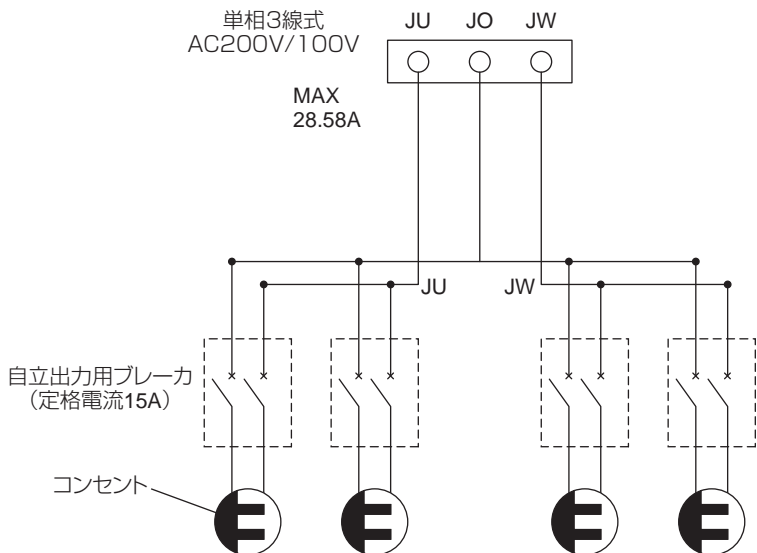 単相3線式
AC200V/100V
JU JO JW
MAX
28.58A
JU JW
自立出力用ブレーカ
（定格電流15A）
コンセント